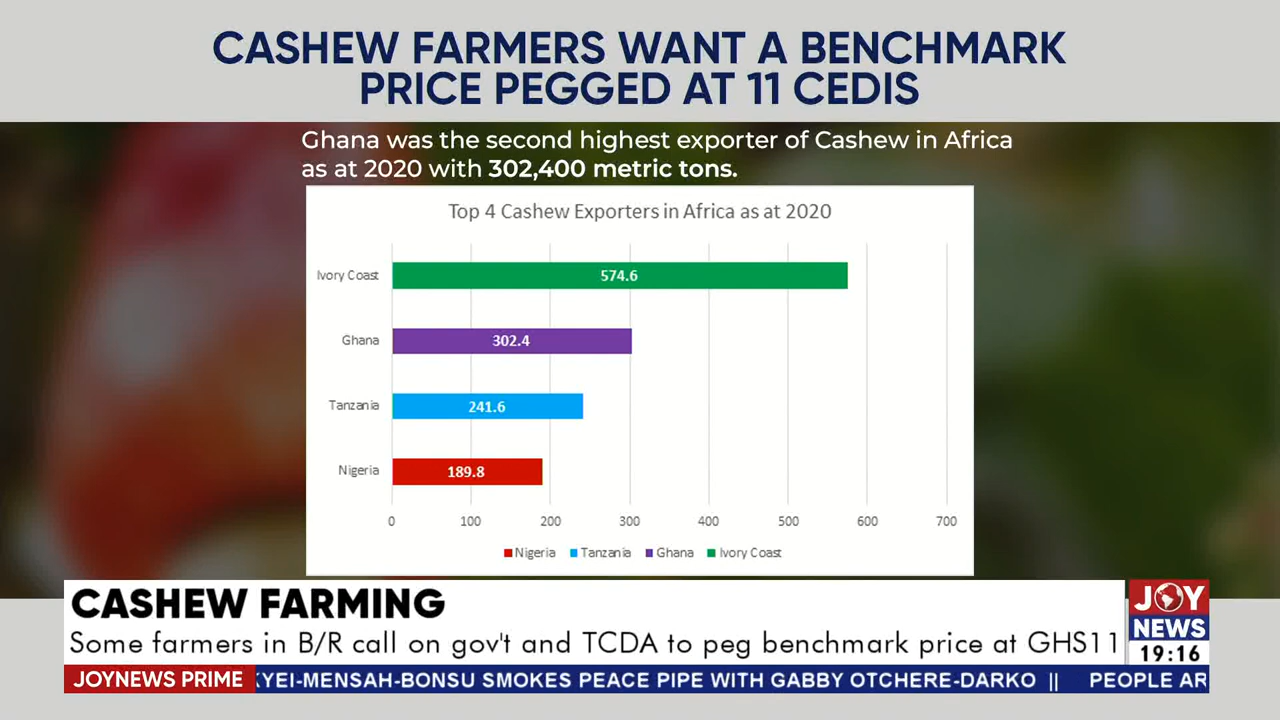 CASHEW FARMERS WANT A BENCHMARK
PRICE PEGGED AT 11 CEDIS
Ghana was the second highest exporter of Cashew in Africa
as at 2020 with 302,400 metric tons.
Top 4 Cashew Exporters in Africa as at 2020
Ivory Coast 574.6
Ghana 302.4
Tanzania 241.6
Nigeria 189.8
0 100 200 300 400 500 600 700
Nigeria Tanzania Ghana Ivory Coast
CASHEW FARMING
Some farmers in B/R call on gov't and TCDA to peg benchmark price at GHS11
JOY
NEWS
19:16
JOYNEWS PRIME
KYEI-MENSAH-BONSU SMOKES PEACE PIPE WITH GABBY OTCHERE-DARKO || PEOPLE AR